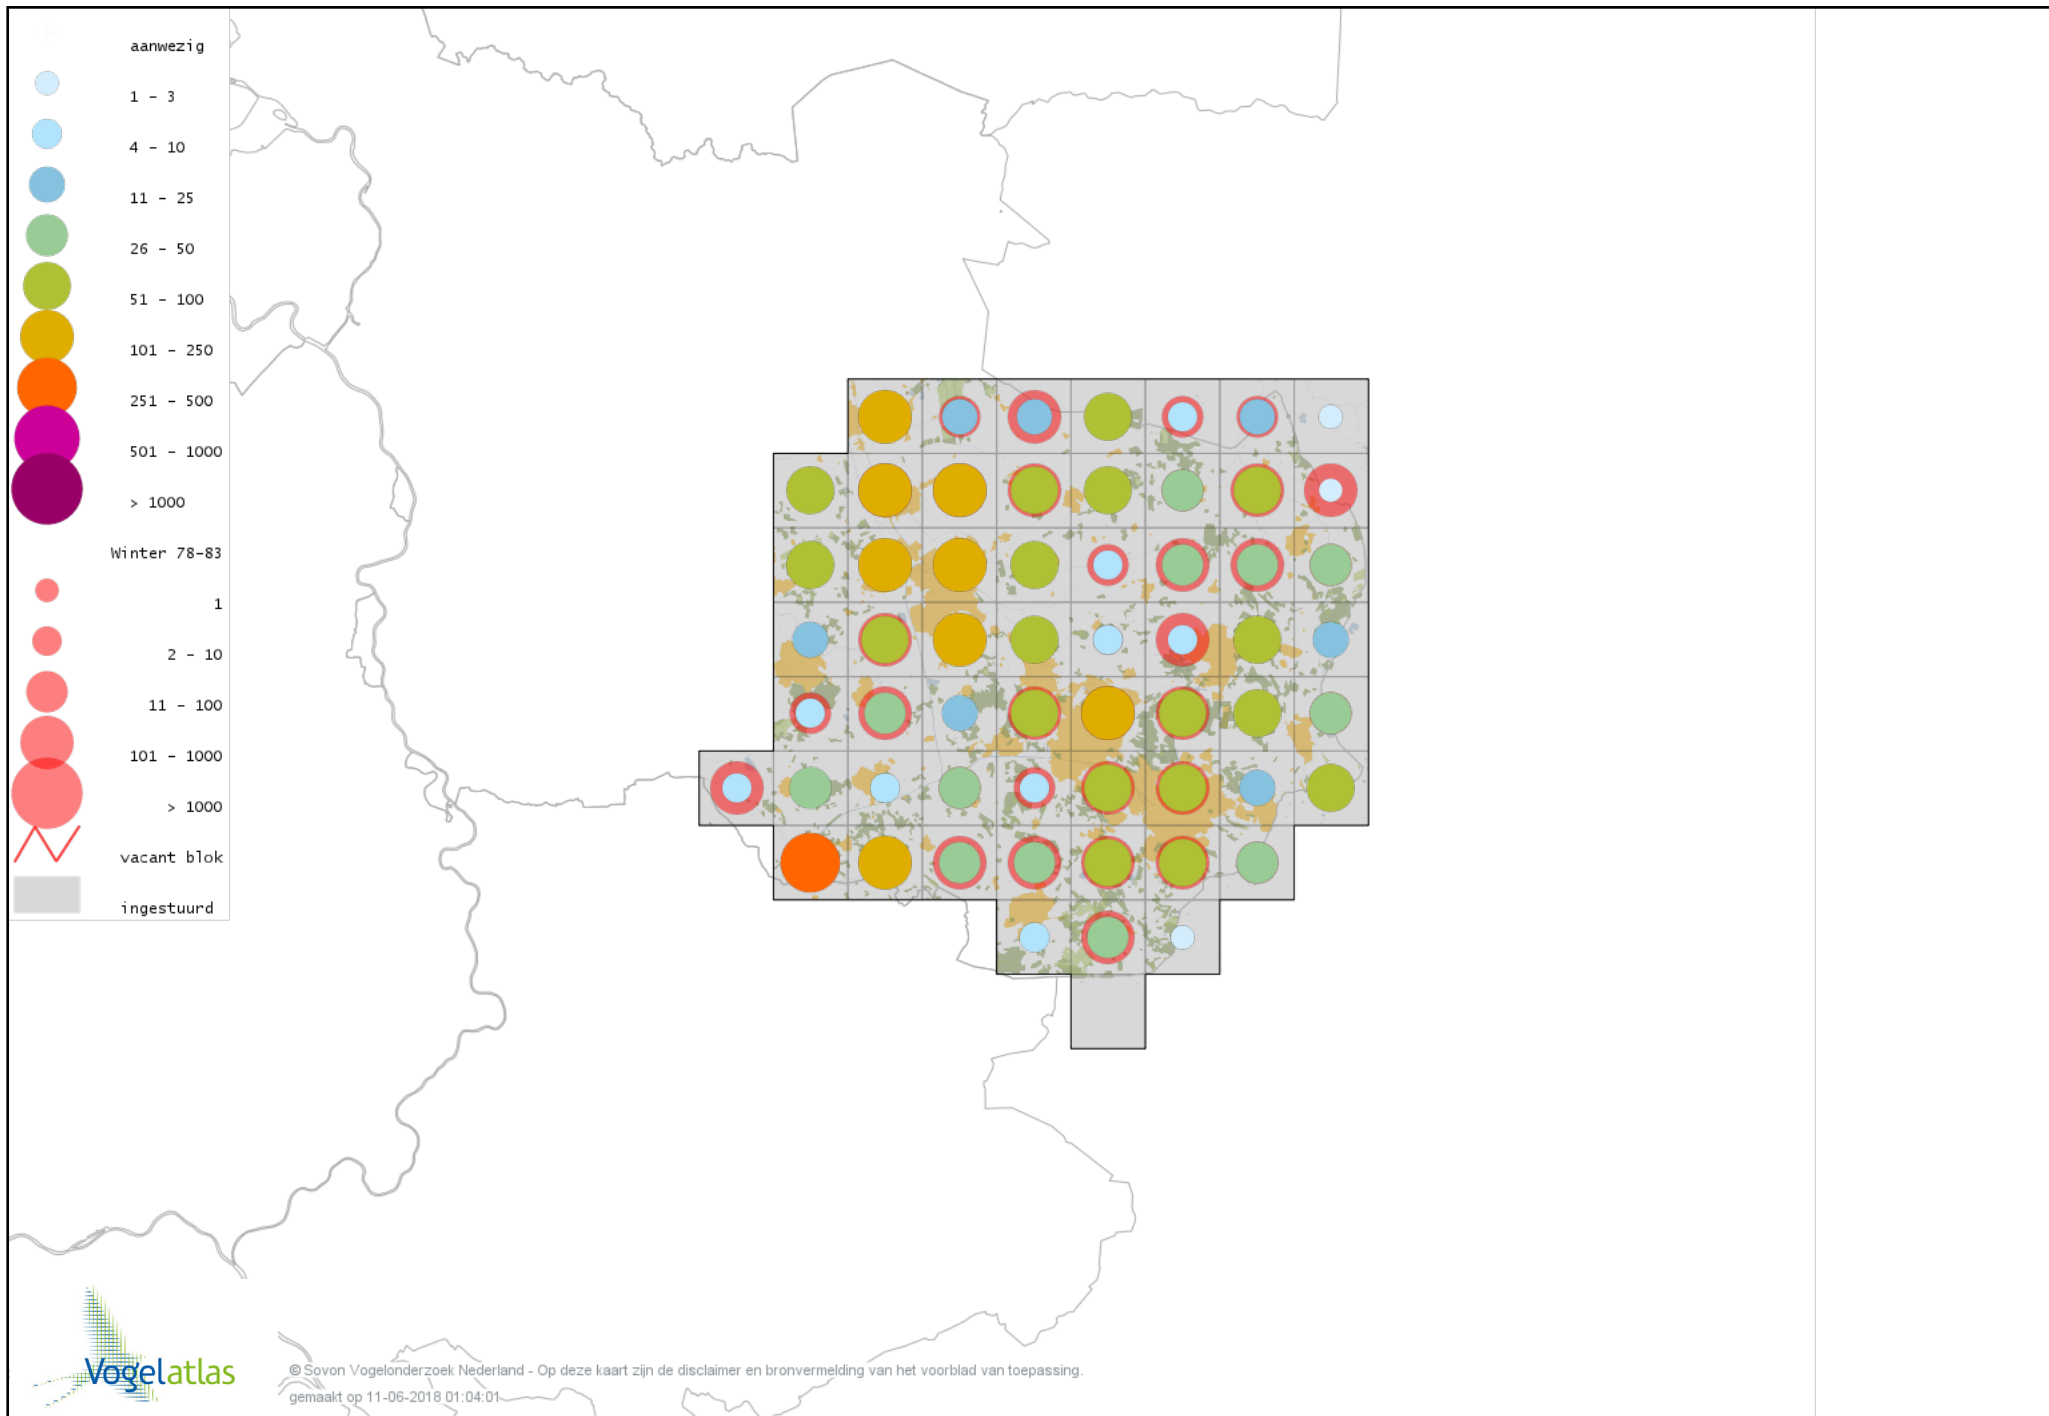 aanwezig
1 - 3
4 - 10
11 - 25
26 - 50
51 - 100
101 - 250
251 - 500
501 - 1000
> 1000
Winter 78-83
1
2 - 10
11 - 100
101 - 1000
> 1000
vacant blok
ingestuurd
Vogelatlas
© Sovon Vogelonderzoek Nederland - Op deze kaart zijn de disclaimer en bronvermelding van het voorblad van toepassing.
gemaakt op 11-06-2018 01:04:01